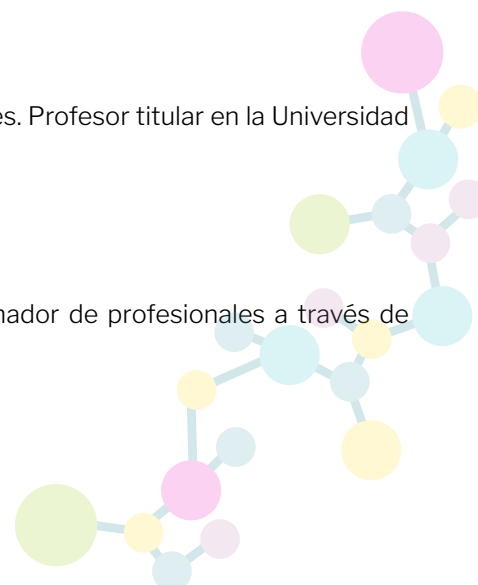 es. Profesor titular en la Universidad
nador de profesionales a través de